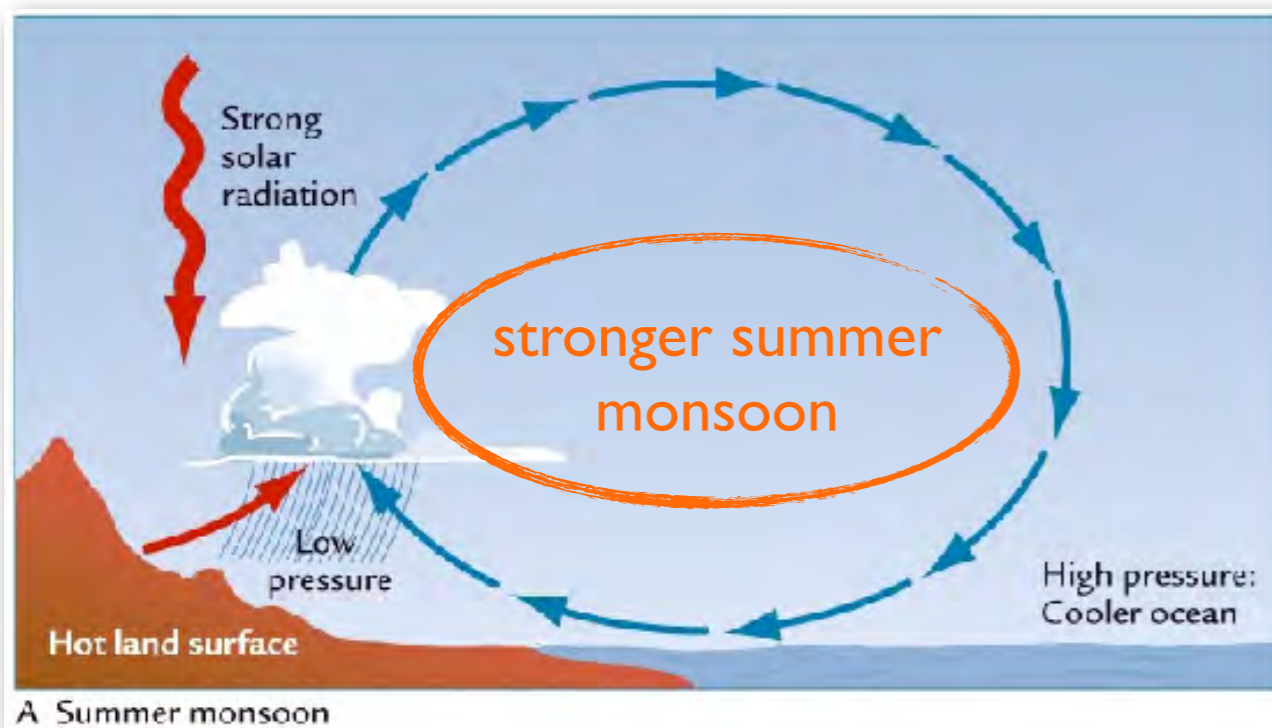 Strong
solar
radiation
stronger summer
monsoon
Low
pressure
High pressure:
Cooler ocean
Hot land surface
A Summer monsoon